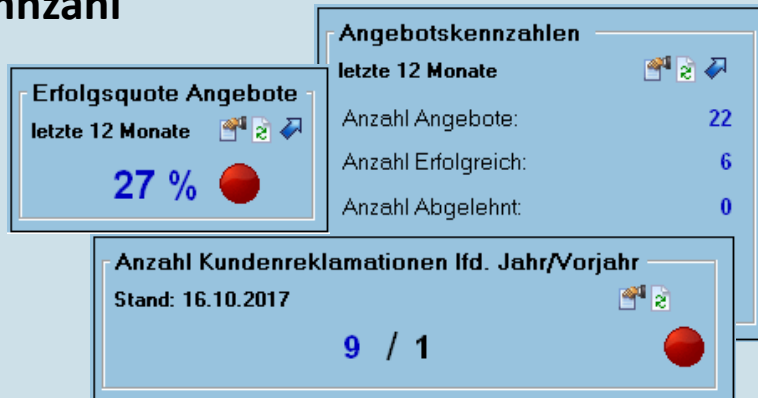 nnzahl
Erfolgsquote Angebote
letzte 12 Monate
27 %
Angebotskennzahlen
letzte 12 Monate
Anzahl Angebote: 22
Anzahl Erfolgreich: 6
Anzahl Abgelehnt: 0
Anzahl Kundenreklamationen lfd. Jahr/Vorjahr
Stand: 16.10.2017
9 / 1